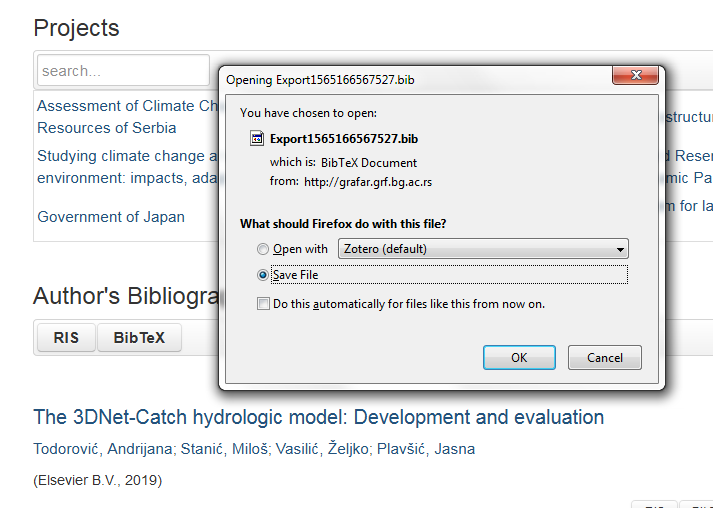 Projects
search...
Opening Export1565166567527.bib
Assessment of Climate Ch
Resources of Serbia
Studying climate change a
environment: impacts, ada
Government of Japan
You have chosen to open:
Export1565166567527.bib
which is: BibTeX Document
from: http://grafar.grf.bg.ac.rs
What should Firefox do with this file?
Open with Zotero (default)
Save File
Do this automatically for files like this from now on.
OK Cancel
structur
d Resea
mic Pa
m for la
Author's Bibliogra
RIS BibTeX
The 3DNet-Catch hydrologic model: Development and evaluation
Todorović, Andrijana; Stanić, Miloš; Vasilić, Željko; Plavšić, Jasna
(Elsevier B.V., 2019)